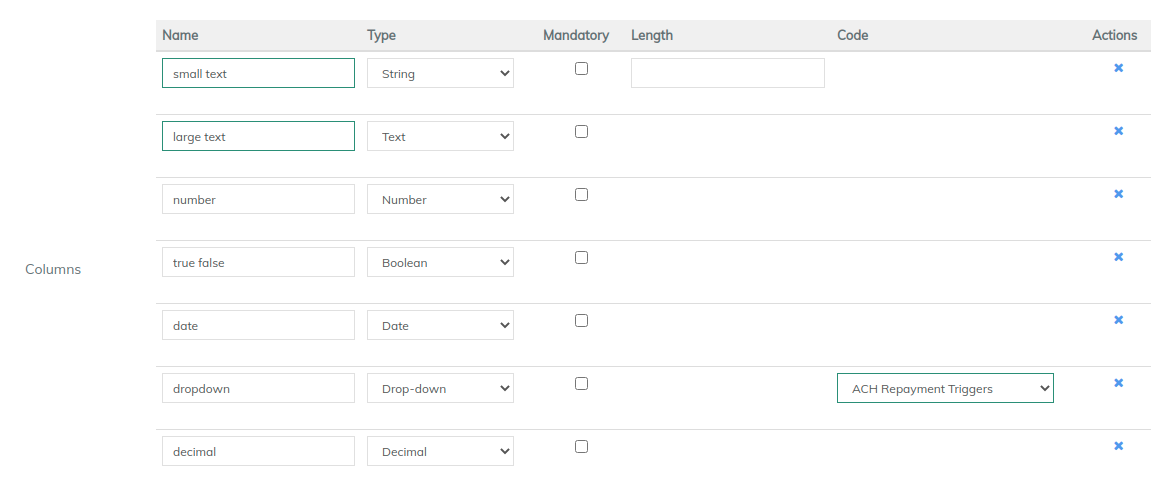 Name Type Mandatory Length Code Actions
small text String
large text Text
number Number
true false Boolean
Columns
date Date
dropdown Drop-down ACH Repayment Triggers
decimal Decimal